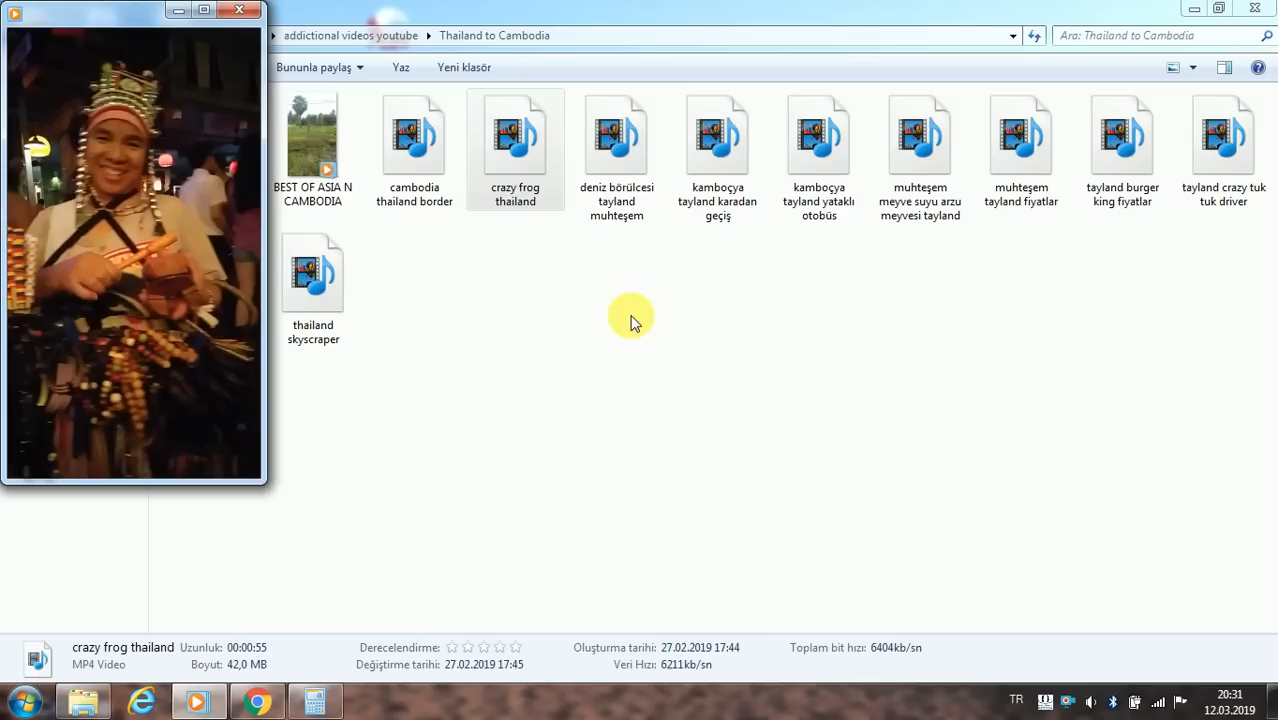 addictional videos youtube
Thailand to Cambodia
Ara: Thailand to Cambodia
Bununla paylaş
Yaz
Yeni klasör
BEST OF ASIA N
CAMBODIA
cambodia
thailand border
crazy frog
thailand
deniz börülcesi
tayland
muhteşem
kamboçya
tayland karadan
geçiş
kamboçya
tayland yataklı
otobüs
muhteşem
meyve suyu arzu
meyvesi tayland
muhteşem
tayland fiyatlar
tayland burger
king fiyatlar
tayland crazy tuk
tuk driver
thailand
skyscraper
crazy frog thailand Uzunluk: 00:00:55 Derecelendirme: Oluşturma tarihi: 27.02.2019 17:44 Toplam bit hızı: 6404kb/sn
MP4 Video Boyut: 42,0 MB Değiştirme tarihi: 27.02.2019 17:45 Veri Hızı: 6211kb/sn
TR
20:31
12.03.2019